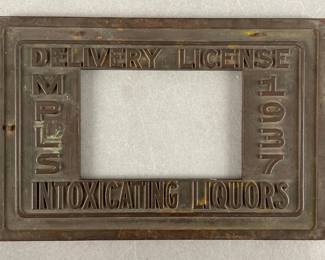 DELIVERY LICENSE
MPLS
1937
INTOXICATING LIQUORS